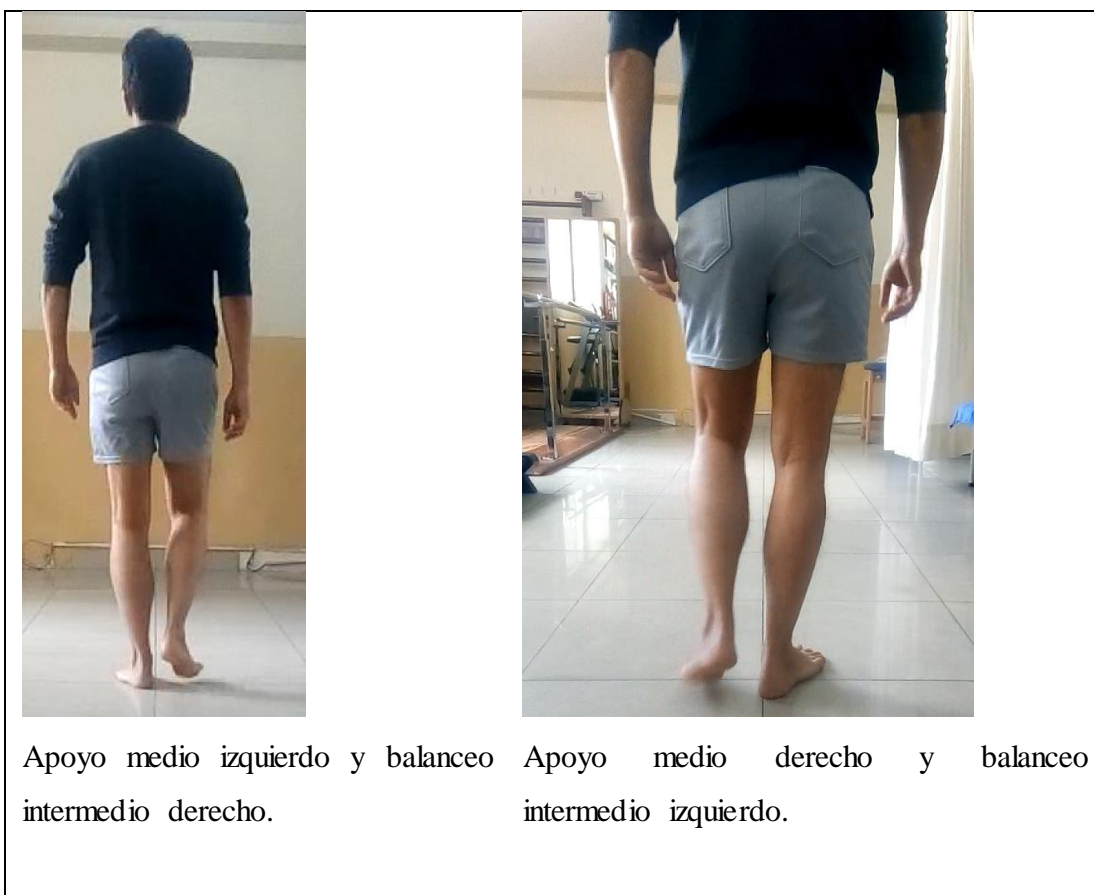 Apoyo medio izquierdo y balanceo
intermedio derecho.
Apoyo medio derecho y balanceo
intermedio izquierdo.